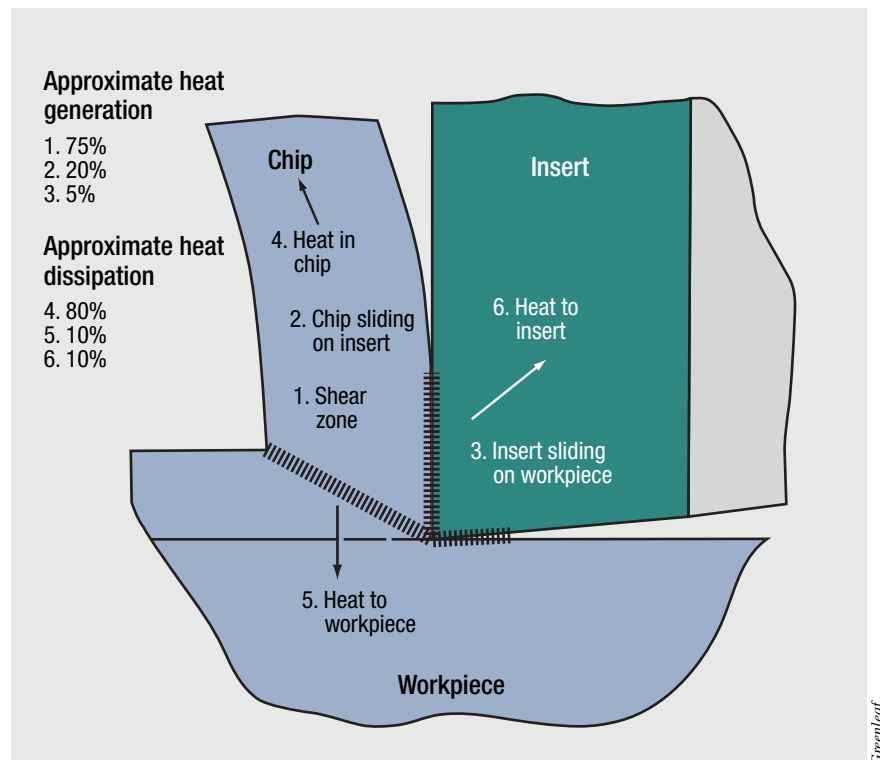 Approximate heat
generation
1. 75%
2. 20%
3. 5%
Approximate heat
dissipation
4. 80%
5. 10%
6. 10%
Chip
4. Heat in
chip
2. Chip sliding
on insert
1. Shear
zone
Insert
6. Heat to
insert
3. Insert sliding
on workpiece
5. Heat to
workpiece
Workpiece
Greenleaf